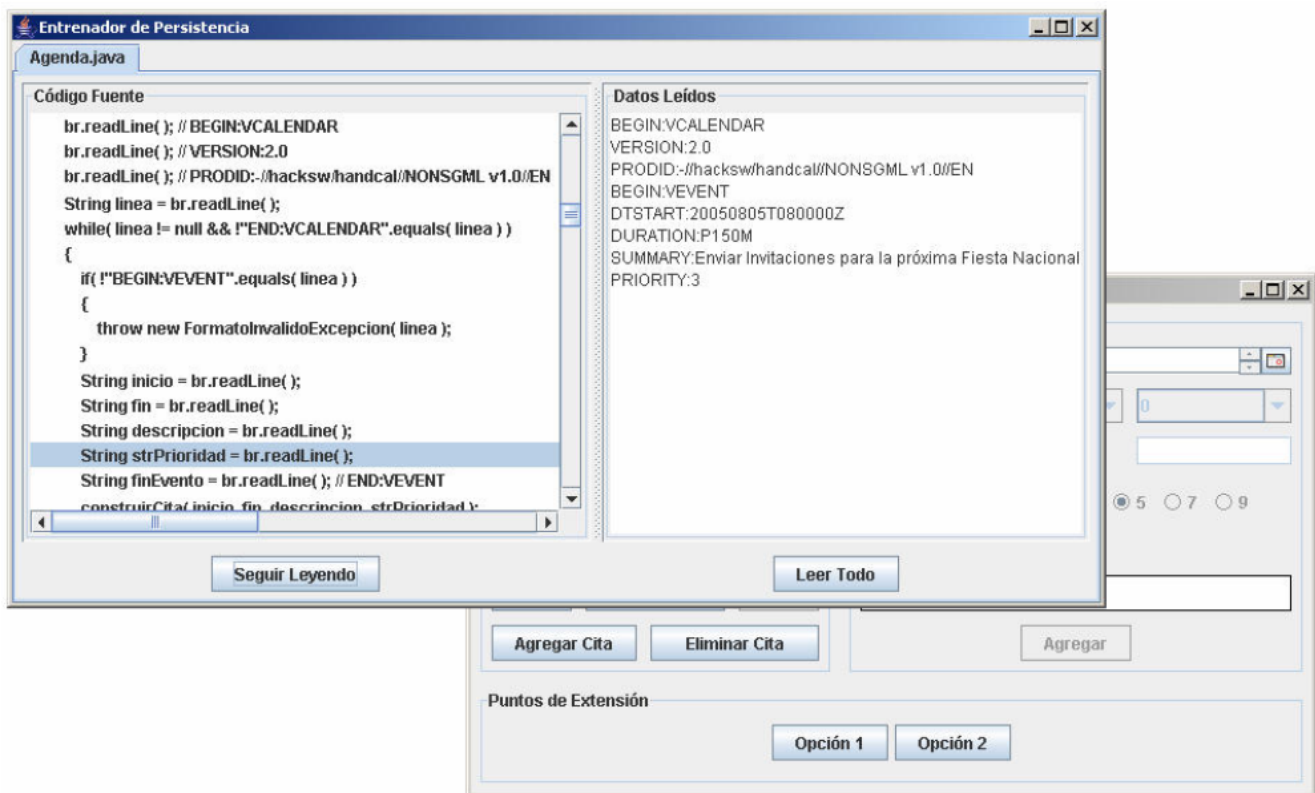 Entrenador de Persistencia
Agenda.java
Código Fuente
br.readLine( ); // BEGIN:VCALENDAR
br.readLine( ); // VERSION:2.0
br.readLine( ); // PRODID:-//hacksw/handcal//NONSGML v1.0//EN
String linea = br.readLine( );
while( linea != null && !"END:VCALENDAR".equals( linea ) )
{
if( !"BEGIN:VEVENT".equals( linea ) )
{
throw new FormatoInvalidoExcepcion( linea );
}
String inicio = br.readLine( );
String fin = br.readLine( );
String descripcion = br.readLine( );
String strPrioridad = br.readLine( );
String finEvento = br.readLine( ); // END:VEVENT
construirCita( inicio, fin, descripcion, strPrioridad );
Seguir Leyendo
Datos Leídos
BEGIN:VCALENDAR
VERSION:2.0
PRODID:-//hacksw/handcal//NONSGML v1.0//EN
BEGIN:VEVENT
DTSTART:20050805T080000Z
DURATION:P150M
SUMMARY:Enviar Invitaciones para la próxima Fiesta Nacional
PRIORITY:3
Leer Todo
0
5 7 9
Agregar Cita Eliminar Cita
Agregar
Puntos de Extensión
Opción 1 Opción 2